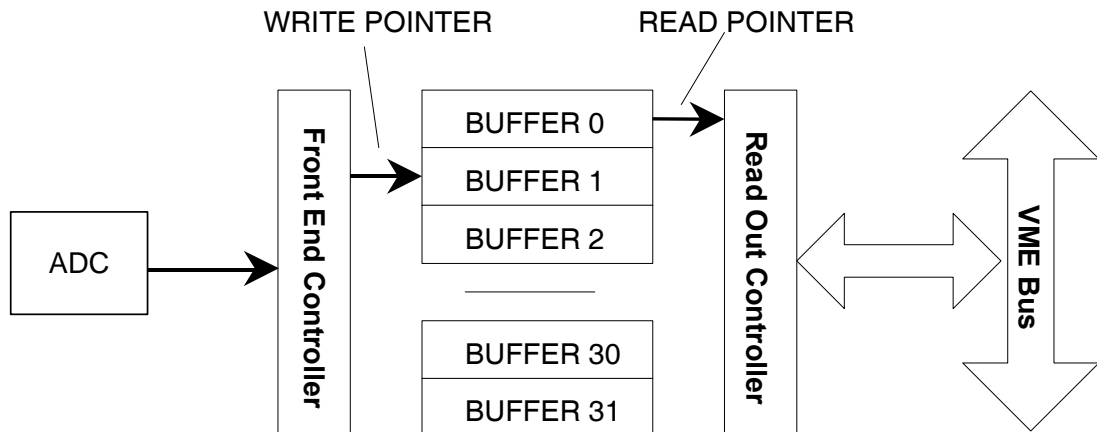 WRITE POINTER
READ POINTER
ADC
Front End Controller
BUFFER 0
BUFFER 1
BUFFER 2
BUFFER 30
BUFFER 31
Read Out Controller
VME Bus